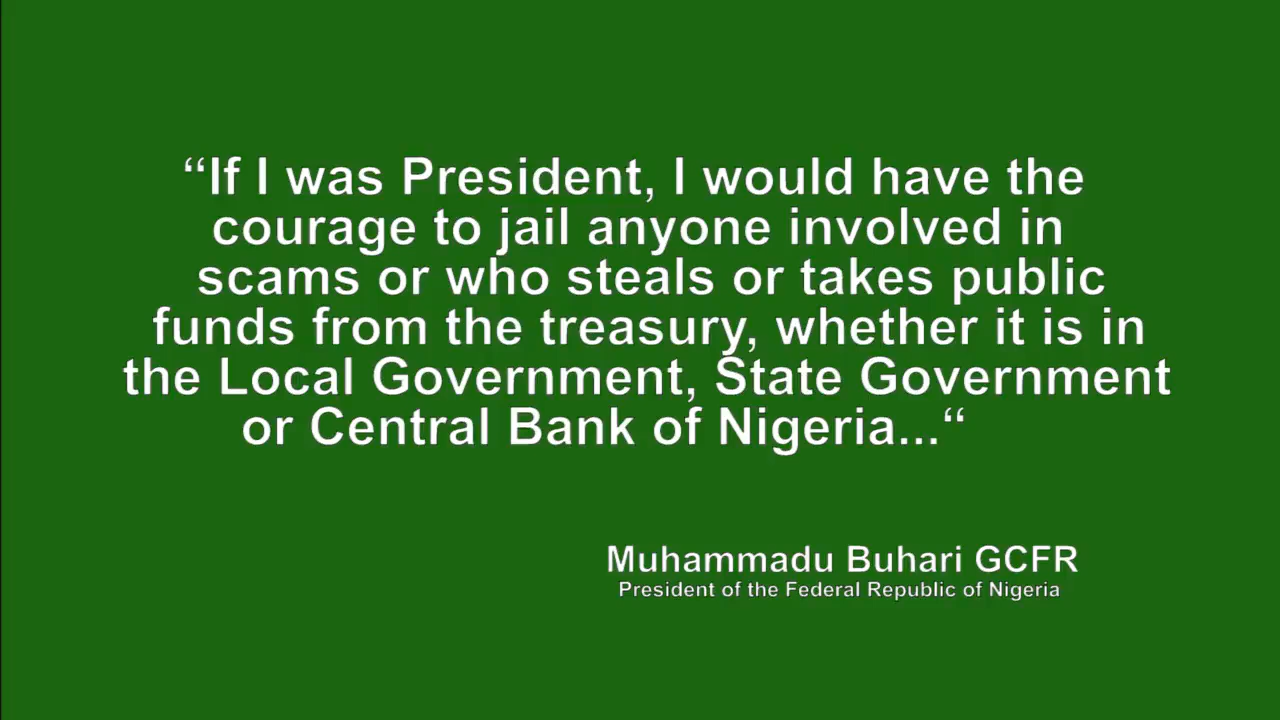 “If I was President, I would have the
courage to jail anyone involved in
scams or who steals or takes public
funds from the treasury, whether it is in
the Local Government, State Government
or Central Bank of Nigeria...“
Muhammadu Buhari GCFR
President of the Federal Republic of Nigeria